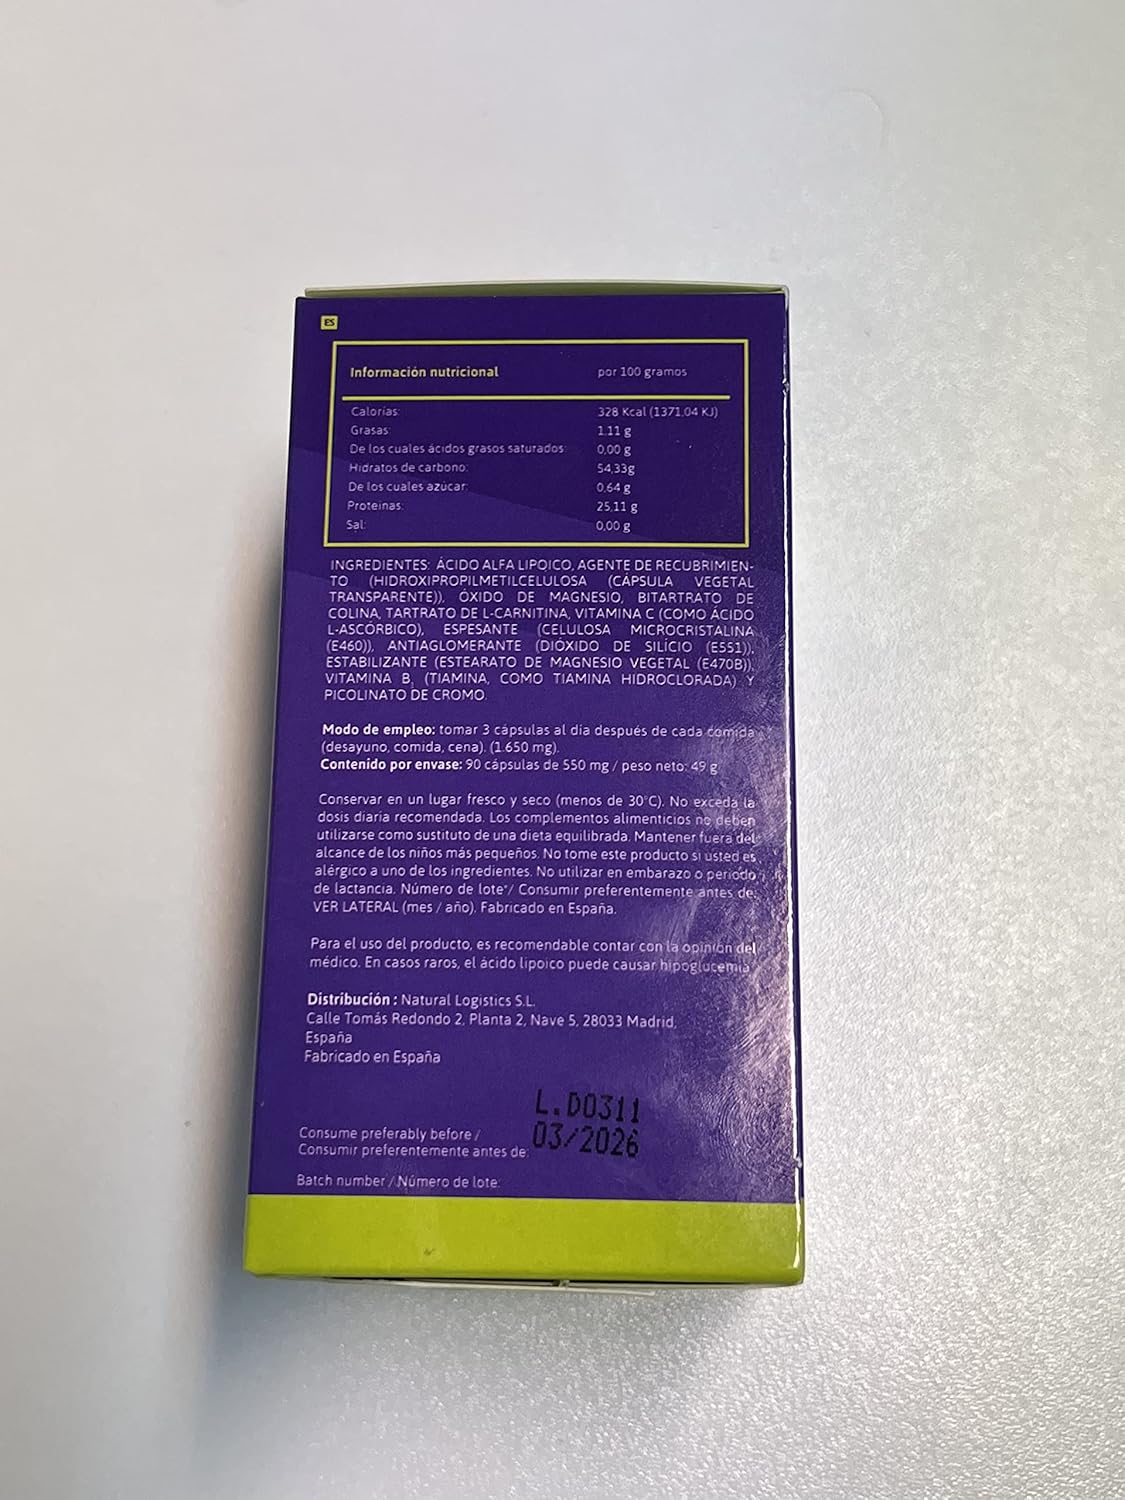 ES
Información nutricional por 100 gramos
Calorías: 328 Kcal (1371,04 KJ)
Grasas: 1,11 g
De los cuales ácidos grasos saturados: 0,00 g
Hidratos de carbono: 54,33g
De los cuales azúcar: 0,64 g
Proteinas: 25,11 g
Sal: 0,00 g
INGREDIENTES: ÁCIDO ALFA LIPOICO, AGENTE DE RECUBRIMIEN-
TO (HIDROXIPROPILMETILCELULOSA (CÁPSULA VEGETAL
TRANSPARENTE)), ÓXIDO DE MAGNESIO, BITARTRATO DE
COLINA, TARTRATO DE L-CARNITINA, VITAMINA C (COMO ÁCIDO
L-ASCÓRBICO), ESPESANTE (CELULOSA MICROCRISTALINA
(E460)), ANTIAGLOMERANTE (DIÓXIDO DE SILÍCIO (E551)),
ESTABILIZANTE (ESTEARATO DE MAGNESIO VEGETAL (E470B)),
VITAMINA B, (TIAMINA, COMO TIAMINA HIDROCLORADA) Y
PICOLINATO DE CROMO.
Modo de empleo: tomar 3 cápsulas al día después de cada comida
(desayuno, comida, cena). (1.650 mg).
Contenido por envase: 90 cápsulas de 550 mg / peso neto: 49 g
Conservar en un lugar fresco y seco (menos de 30°C). No exceda la
dosis diaria recomendada. Los complementos alimenticios no deben
utilizarse como sustituto de una dieta equilibrada. Mantener fuera del
alcance de los niños más pequeños. No tome este producto si usted es
alérgico a uno de los ingredientes. No utilizar en embarazo o periodo
de lactancia. Número de lote*/ Consumir preferentemente antes de:
VER LATERAL (mes / año). Fabricado en España.
Para el uso del producto, es recomendable contar con la opinión del
médico. En casos raros, el ácido lipoico puede causar hipoglucemia
Distribución : Natural Logistics S.L.
Calle Tomás Redondo 2, Planta 2, Nave 5, 28033 Madrid,
España
Fabricado en España
L.D0311
03/2026
Consume preferably before /
Consumir preferentemente antes de:
Batch number / Número de lote: